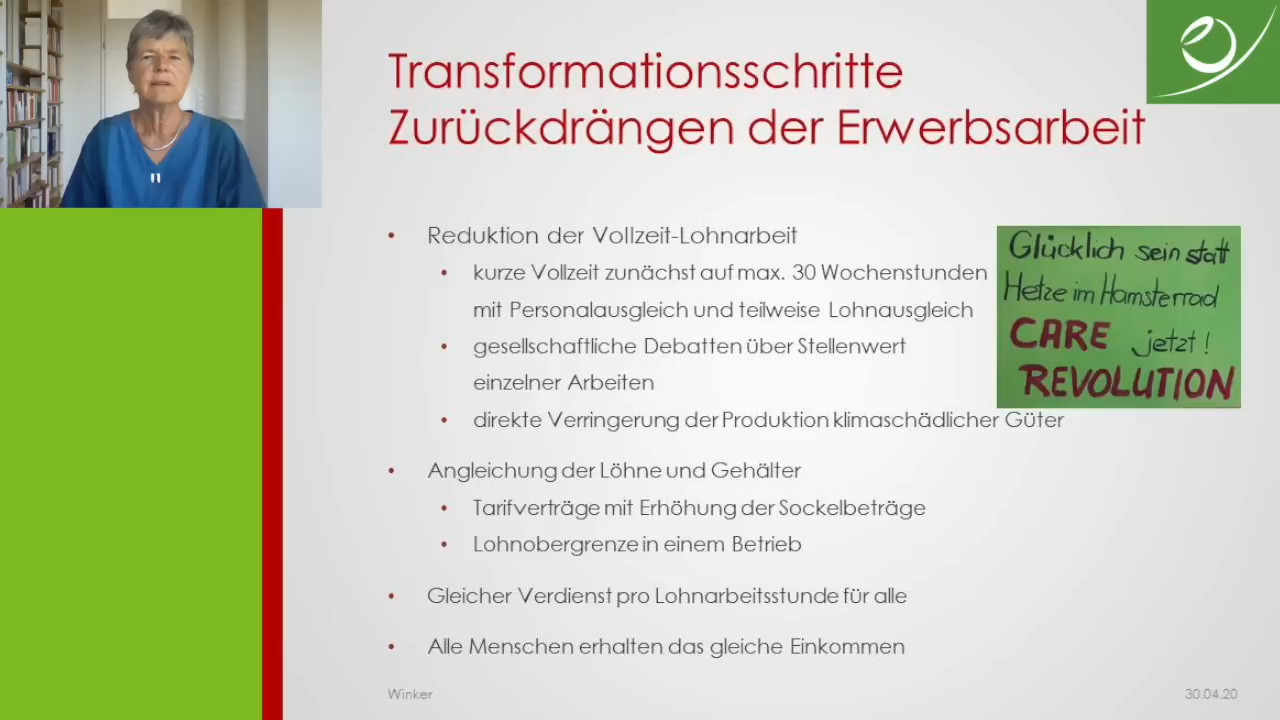 Transformationsschritte
Zurückdrängen der Erwerbsarbeit
• Reduktion der Vollzeit-Lohnarbeit
• kurze Vollzeit zunächst auf max. 30 Wochenstunden
mit Personalausgleich und teilweise Lohnausgleich
• gesellschaftliche Debatten über Stellenwert
einzelner Arbeiten
• direkte Verringerung der Produktion klimaschädlicher Güter
• Angleichung der Löhne und Gehälter
• Tarifverträge mit Erhöhung der Sockelbeträge
• Lohnobergrenze in einem Betrieb
• Gleicher Verdienst pro Lohnarbeitsstunde für alle
• Alle Menschen erhalten das gleiche Einkommen
Glücklich sein statt
Hetze im Hamsterrad
CARE jetzt!
REVOLUTION
Winker
30.04.20